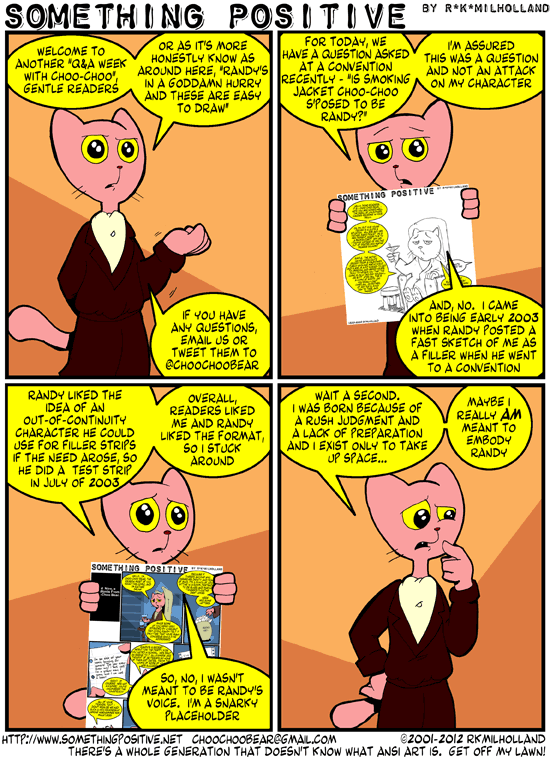 SOMETHING POSITIVE BY R*K*MILHOLLAND
WELCOME TO
ANOTHER "Q&A WEEK
WITH CHOO-CHOO",
GENTLE READERS
OR AS IT'S MORE
HONESTLY KNOW AS
AROUND HERE, "RANDY'S
IN A GODDAMN HURRY
AND THESE ARE EASY
TO DRAW"
IF YOU HAVE
ANY QUESTIONS,
EMAIL US OR
TWEET THEM TO
@CHOOCHOOBEAR
FOR TODAY, WE
HAVE A QUESTION ASKED
AT A CONVENTION
RECENTLY - "IS SMOKING
JACKET CHOO-CHOO
S'POSED TO BE
RANDY?"
I'M ASSURED
THIS WAS A QUESTION
AND NOT AN ATTACK
ON MY CHARACTER
SOMETHING POSITIVE
AND, NO. I CAME
INTO BEING EARLY 2003
WHEN RANDY POSTED A
FAST SKETCH OF ME AS
A FILLER WHEN HE WENT
TO A CONVENTION
RANDY LIKED THE
IDEA OF AN
OUT-OF-CONTINUITY
CHARACTER HE COULD
USE FOR FILLER STRIPS
IF THE NEED AROSE, SO
HE DID A TEST STRIP
IN JULY OF 2003
OVERALL,
READERS LIKED
ME AND RANDY
LIKED THE FORMAT,
SO I STUCK
AROUND
SOMETHING POSITIVE
SO, NO, I WASN'T
MEANT TO BE RANDY'S
VOICE. I'M A SNARKY
PLACEHOLDER
WAIT A SECOND.
I WAS BORN BECAUSE OF
A RUSH JUDGMENT AND
A LACK OF PREPARATION
AND I EXIST ONLY TO TAKE
UP SPACE...
MAYBE I
REALLY AM
MEANT TO
EMBODY
RANDY
HTTP://WWW.SOMETHINGPOSITIVE.NET CHOOCHOOBEAR@GMAIL.COM ©2001-2012 RKMILHOLLAND
THERE'S A WHOLE GENERATION THAT DOESN'T KNOW WHAT ANSI ART IS. GET OFF MY LAWN!